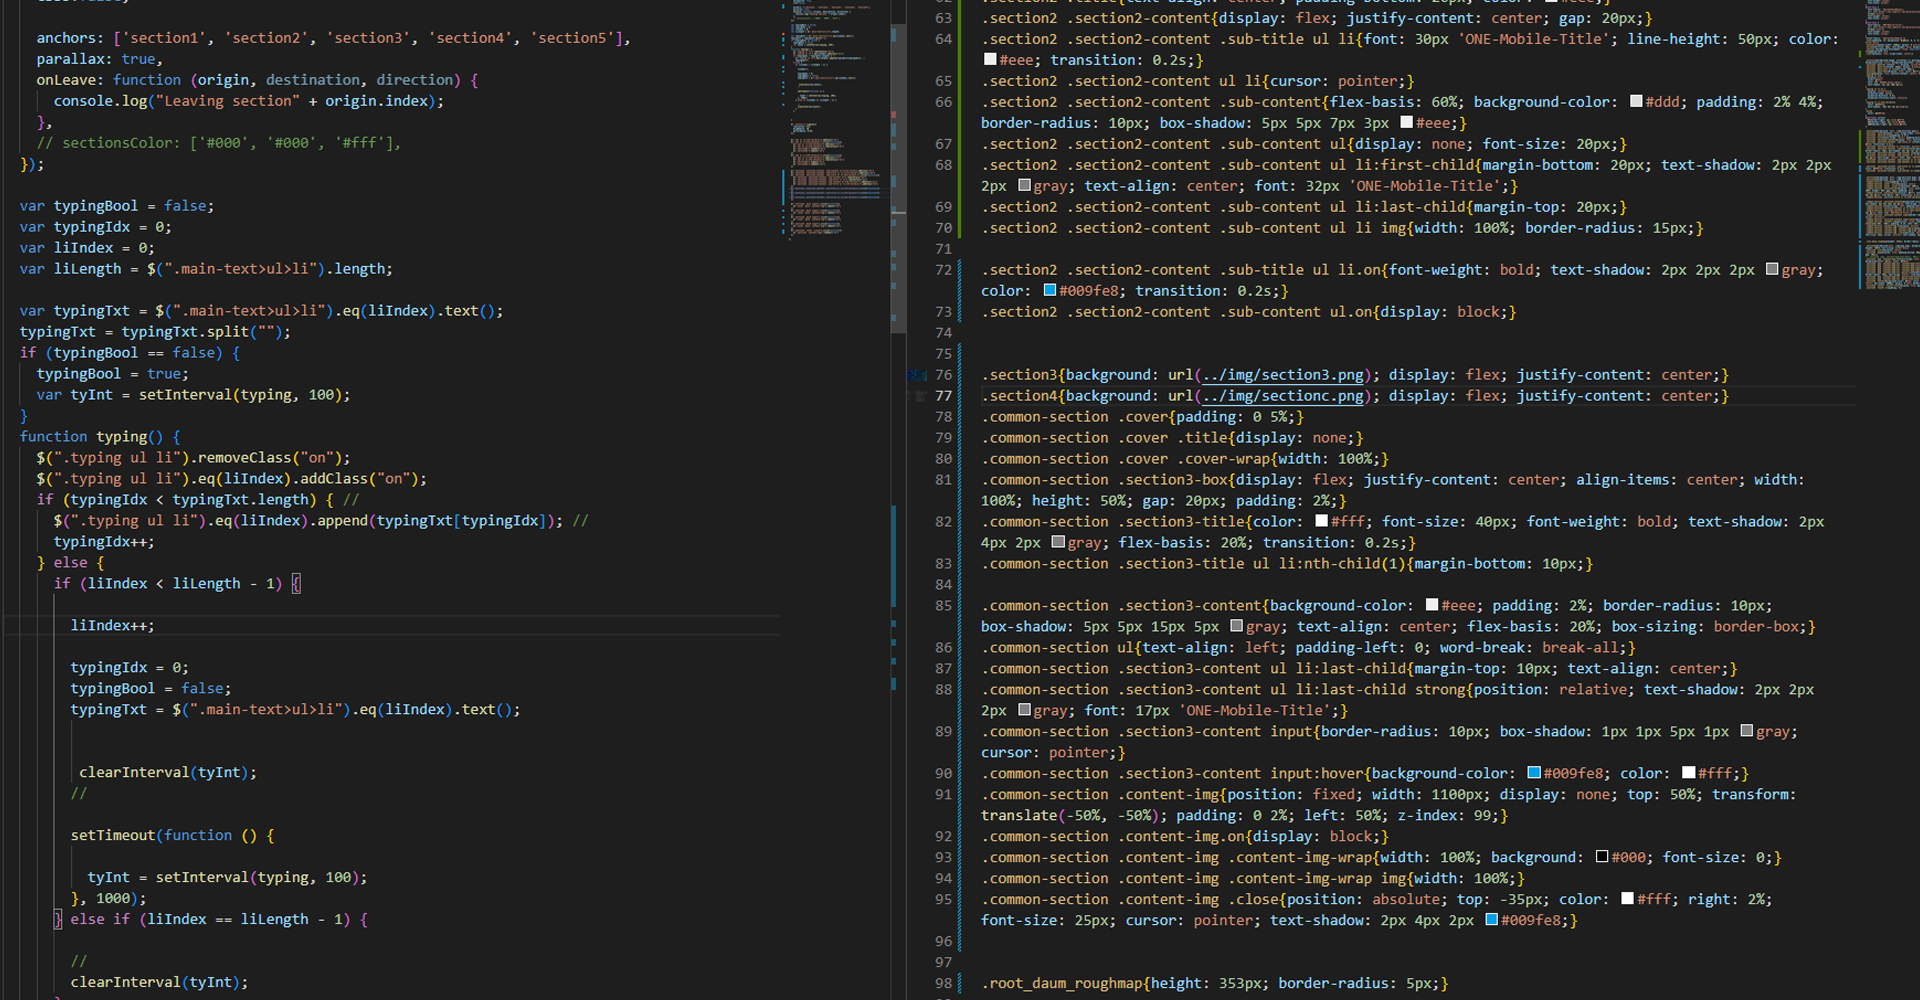 anchors: ['section1', 'section2', 'section3', 'section4', 'section5'],
parallax: true,
onLeave: function (origin, destination, direction) {
console.log("Leaving section" + origin.index);
},
// sectionsColor: ['#000', '#000', '#fff'],
});
var typingBool = false;
var typingIdx = 0;
var liIndex = 0;
var liLength = $(".main-text>ul>li").length;
var typingTxt = $(".main-text>ul>li").eq(liIndex).text();
typingTxt = typingTxt.split("");
if (typingBool == false) {
typingBool = true;
var tyInt = setInterval(typing, 100);
}
function typing() {
$(".typing ul li").removeClass("on");
$(".typing ul li").eq(liIndex).addClass("on");
if (typingIdx < typingTxt.length) { //
$(".typing ul li").eq(liIndex).append(typingTxt[typingIdx]); //
typingIdx++;
} else {
if (liIndex < liLength - 1) {
liIndex++;
typingIdx = 0;
typingBool = false;
typingTxt = $(".main-text>ul>li").eq(liIndex).text();
clearInterval(tyInt);
//
setTimeout(function () {
tyInt = setInterval(typing, 100);
}, 1000);
} else if (liIndex == liLength - 1) {
//
clearInterval(tyInt);
63 .section2 .section2-content{display: flex; justify-content: center; gap: 20px;}
64 .section2 .section2-content .sub-title ul li{font: 30px 'ONE-Mobile-Title'; line-height: 50px; color:
#eee; transition: 0.2s;}
65 .section2 .section2-content ul li{cursor: pointer;}
66 .section2 .section2-content .sub-content{flex-basis: 60%; background-color: #ddd; padding: 2% 4%;
border-radius: 10px; box-shadow: 5px 5px 7px 3px #eee;}
67 .section2 .section2-content .sub-content ul{display: none; font-size: 20px;}
68 .section2 .section2-content .sub-content ul li:first-child{margin-bottom: 20px; text-shadow: 2px 2px
2px gray; text-align: center; font: 32px 'ONE-Mobile-Title';}
69 .section2 .section2-content .sub-content ul li:last-child{margin-top: 20px;}
70 .section2 .section2-content .sub-content ul li img{width: 100%; border-radius: 15px;}
71
72 .section2 .section2-content .sub-title ul li.on{font-weight: bold; text-shadow: 2px 2px 2px gray;
color: #009fe8; transition: 0.2s;}
73 .section2 .section2-content .sub-content ul.on{display: block;}
74
75
76 .section3{background: url(../img/section3.png); display: flex; justify-content: center;}
77 .section4{background: url(../img/sectionc.png); display: flex; justify-content: center;}
78 .common-section .cover{padding: 0 5%;}
79 .common-section .cover .title{display: none;}
80 .common-section .cover .cover-wrap{width: 100%;}
81 .common-section .section3-box{display: flex; justify-content: center; align-items: center; width:
100%; height: 50%; gap: 20px; padding: 2%;}
82 .common-section .section3-title{color: #fff; font-size: 40px; font-weight: bold; text-shadow: 2px
4px 2px gray; flex-basis: 20%; transition: 0.2s;}
83 .common-section .section3-title ul li:nth-child(1){margin-bottom: 10px;}
84
85 .common-section .section3-content{background-color: #eee; padding: 2%; border-radius: 10px;
box-shadow: 5px 5px 15px 5px gray; text-align: center; flex-basis: 20%; box-sizing: border-box;}
86 .common-section ul{text-align: left; padding-left: 0; word-break: break-all;}
87 .common-section .section3-content ul li:last-child{margin-top: 10px; text-align: center;}
88 .common-section .section3-content ul li:last-child strong{position: relative; text-shadow: 2px 2px
2px gray; font: 17px 'ONE-Mobile-Title';}
89 .common-section .section3-content input{border-radius: 10px; box-shadow: 1px 1px 5px 1px gray;
cursor: pointer;}
90 .common-section .section3-content input:hover{background-color: #009fe8; color: #fff;}
91 .common-section .content-img{position: fixed; width: 1100px; display: none; top: 50%; transform:
translate(-50%, -50%); padding: 0 2%; left: 50%; z-index: 99;}
92 .common-section .content-img.on{display: block;}
93 .common-section .content-img .content-img-wrap{width: 100%; background: #000; font-size: 0;}
94 .common-section .content-img .content-img-wrap img{width: 100%;}
95 .common-section .content-img .close{position: absolute; top: -35px; color: #fff; right: 2%;
font-size: 25px; cursor: pointer; text-shadow: 2px 4px 2px #009fe8;}
96
97
98 .root_daum_roughmap{height: 353px; border-radius: 5px;}